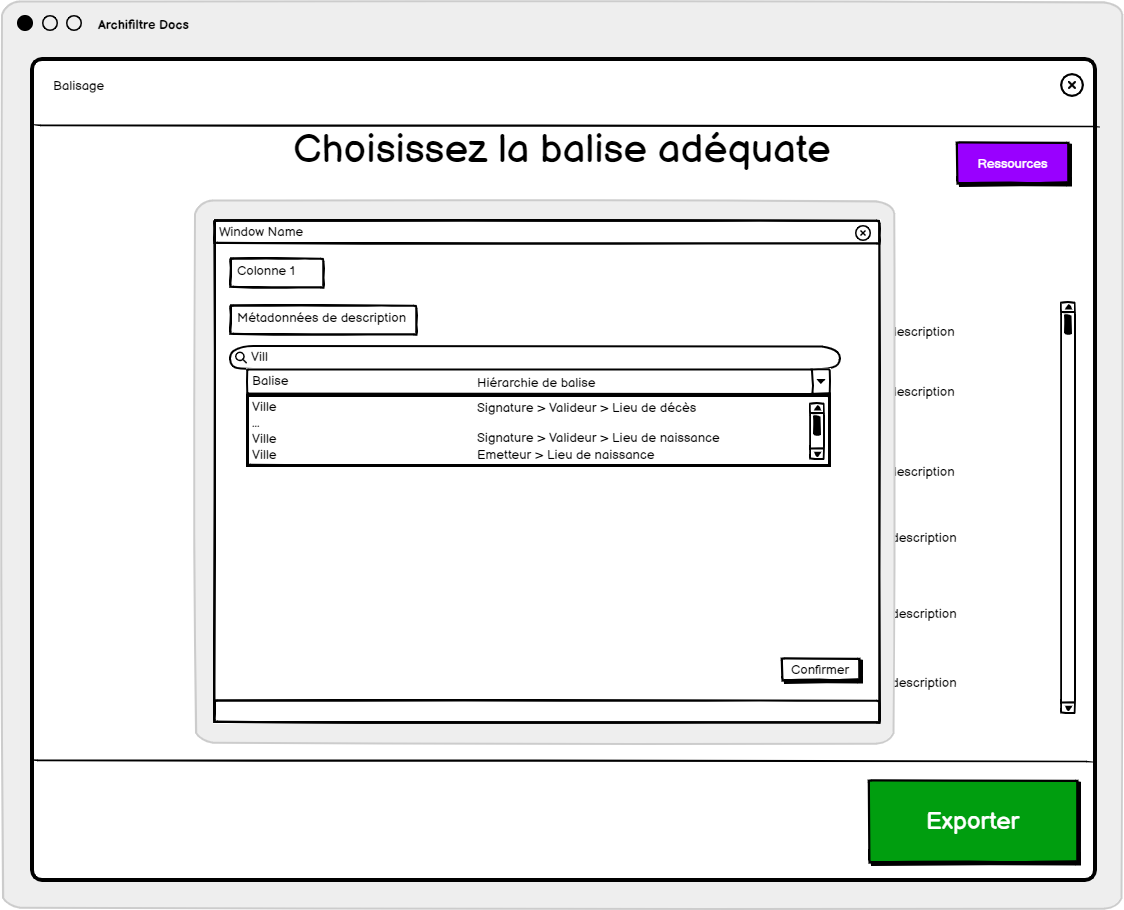 Archifiltre Docs
Balisage
Choisissez la balise adéquate
Ressources
Window Name
Colonne 1
Métadonnées de description
description
Vill
Balise Hiérarchie de balise
description
Ville Signature > Valideur > Lieu de décès
...
Ville Signature > Valideur > Lieu de naissance
Ville Emetteur > Lieu de naissance
description
description
description
Confirmer
description
Exporter